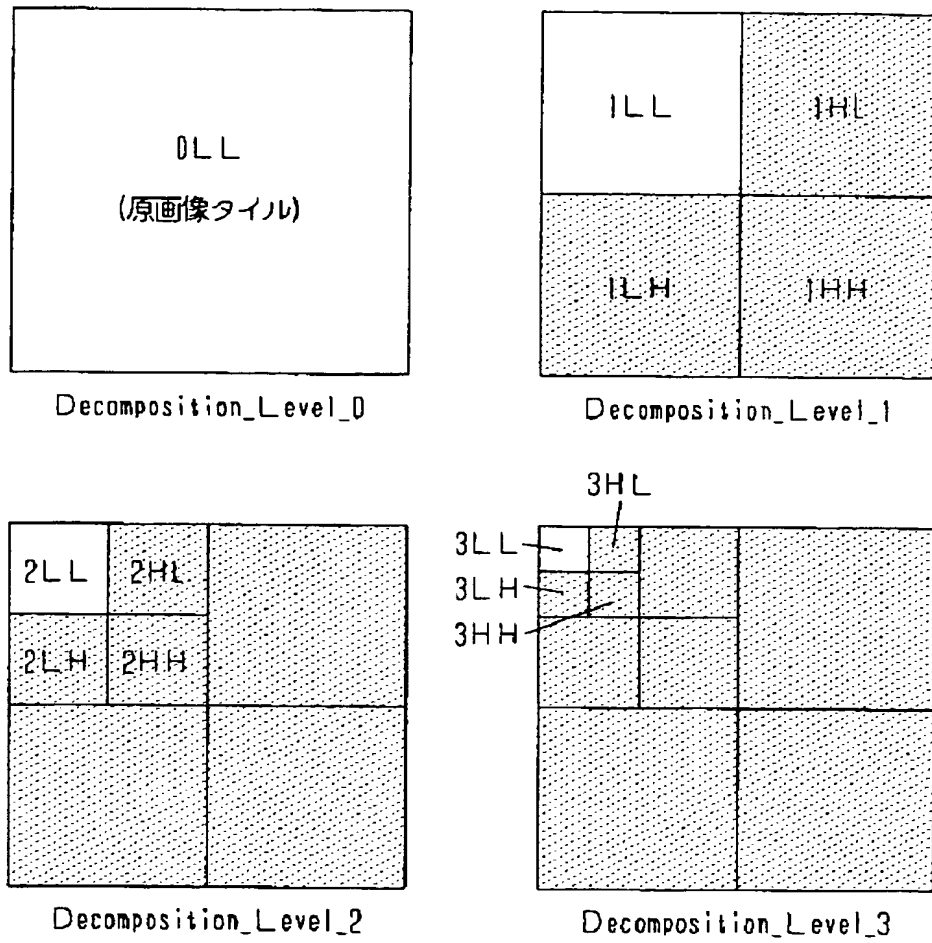 0LL
(原画像タイル)
Decomposition_Level_0
1LL
1HL
1LH
1HH
Decomposition_Level_1
2LL
2HL
2LH
2HH
Decomposition_Level_2
3HL
3LL
3LH
3HH
Decomposition_Level_3